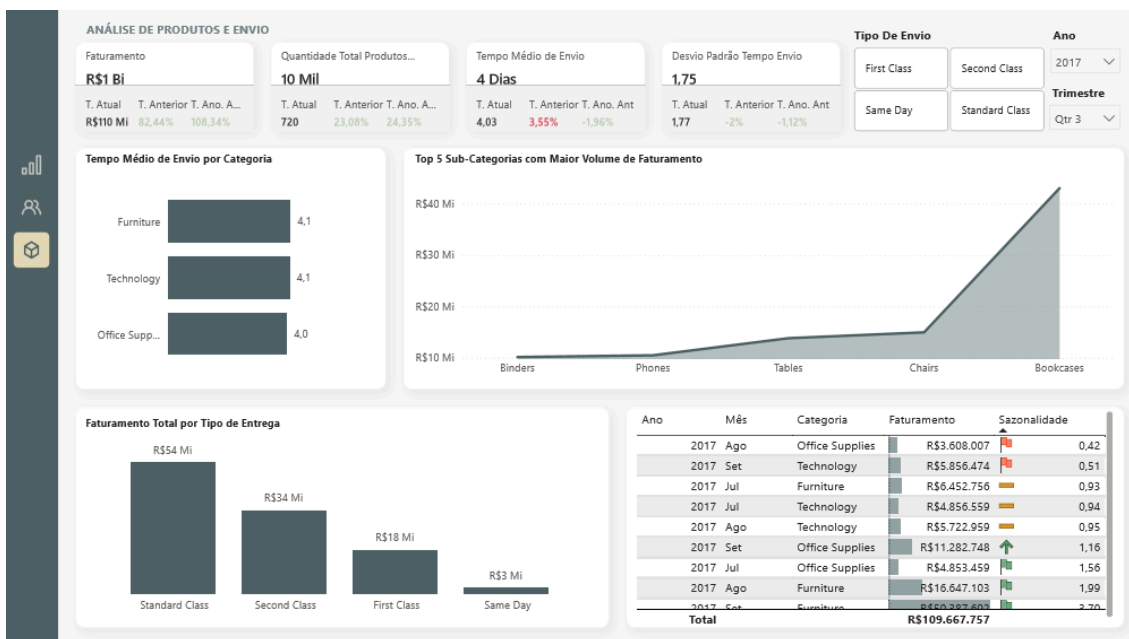 ANÁLISE DE PRODUTOS E ENVIO
Faturamento
R$1 Bi
T. Atual T. Anterior T. Ano. A...
R$110 Mi 82,44% 108,34%
Quantidade Total Produtos...
10 Mil
T. Atual T. Anterior T. Ano. A...
720 23,08% 24,35%
Tempo Médio de Envio
4 Dias
T. Atual T. Anterior T. Ano. Ant
4,03 3,55% -1,96%
Desvio Padrão Tempo Envio
1,75
T. Atual T. Anterior T. Ano. Ant
1,77 -2% -1,12%
Tipo De Envio
First Class
Second Class
Same Day
Standard Class
Ano
2017
Trimestre
Qtr 3
Tempo Médio de Envio por Categoria
Furniture 4,1
Technology 4,1
Office Supp... 4,0
Top 5 Sub-Categorias com Maior Volume de Faturamento
R$40 Mi
R$30 Mi
R$20 Mi
R$10 Mi
Binders Phones Tables Chairs Bookcases
Faturamento Total por Tipo de Entrega
R$54 Mi
R$34 Mi
R$18 Mi
R$3 Mi
Standard Class Second Class First Class Same Day
Ano Mês Categoria Faturamento Sazonalidade
2017 Ago Office Supplies R$3.608.007 0,42
2017 Set Technology R$5.856.474 0,51
2017 Jul Furniture R$6.452.756 0,93
2017 Jul Technology R$4.856.559 0,94
2017 Ago Technology R$5.722.959 0,95
2017 Set Office Supplies R$11.282.748 1,16
2017 Jul Office Supplies R$4.853.459 1,56
2017 Ago Furniture R$16.647.103 1,99
2017 Set Furniture R$50.387.692 3,70
Total R$109.667.757